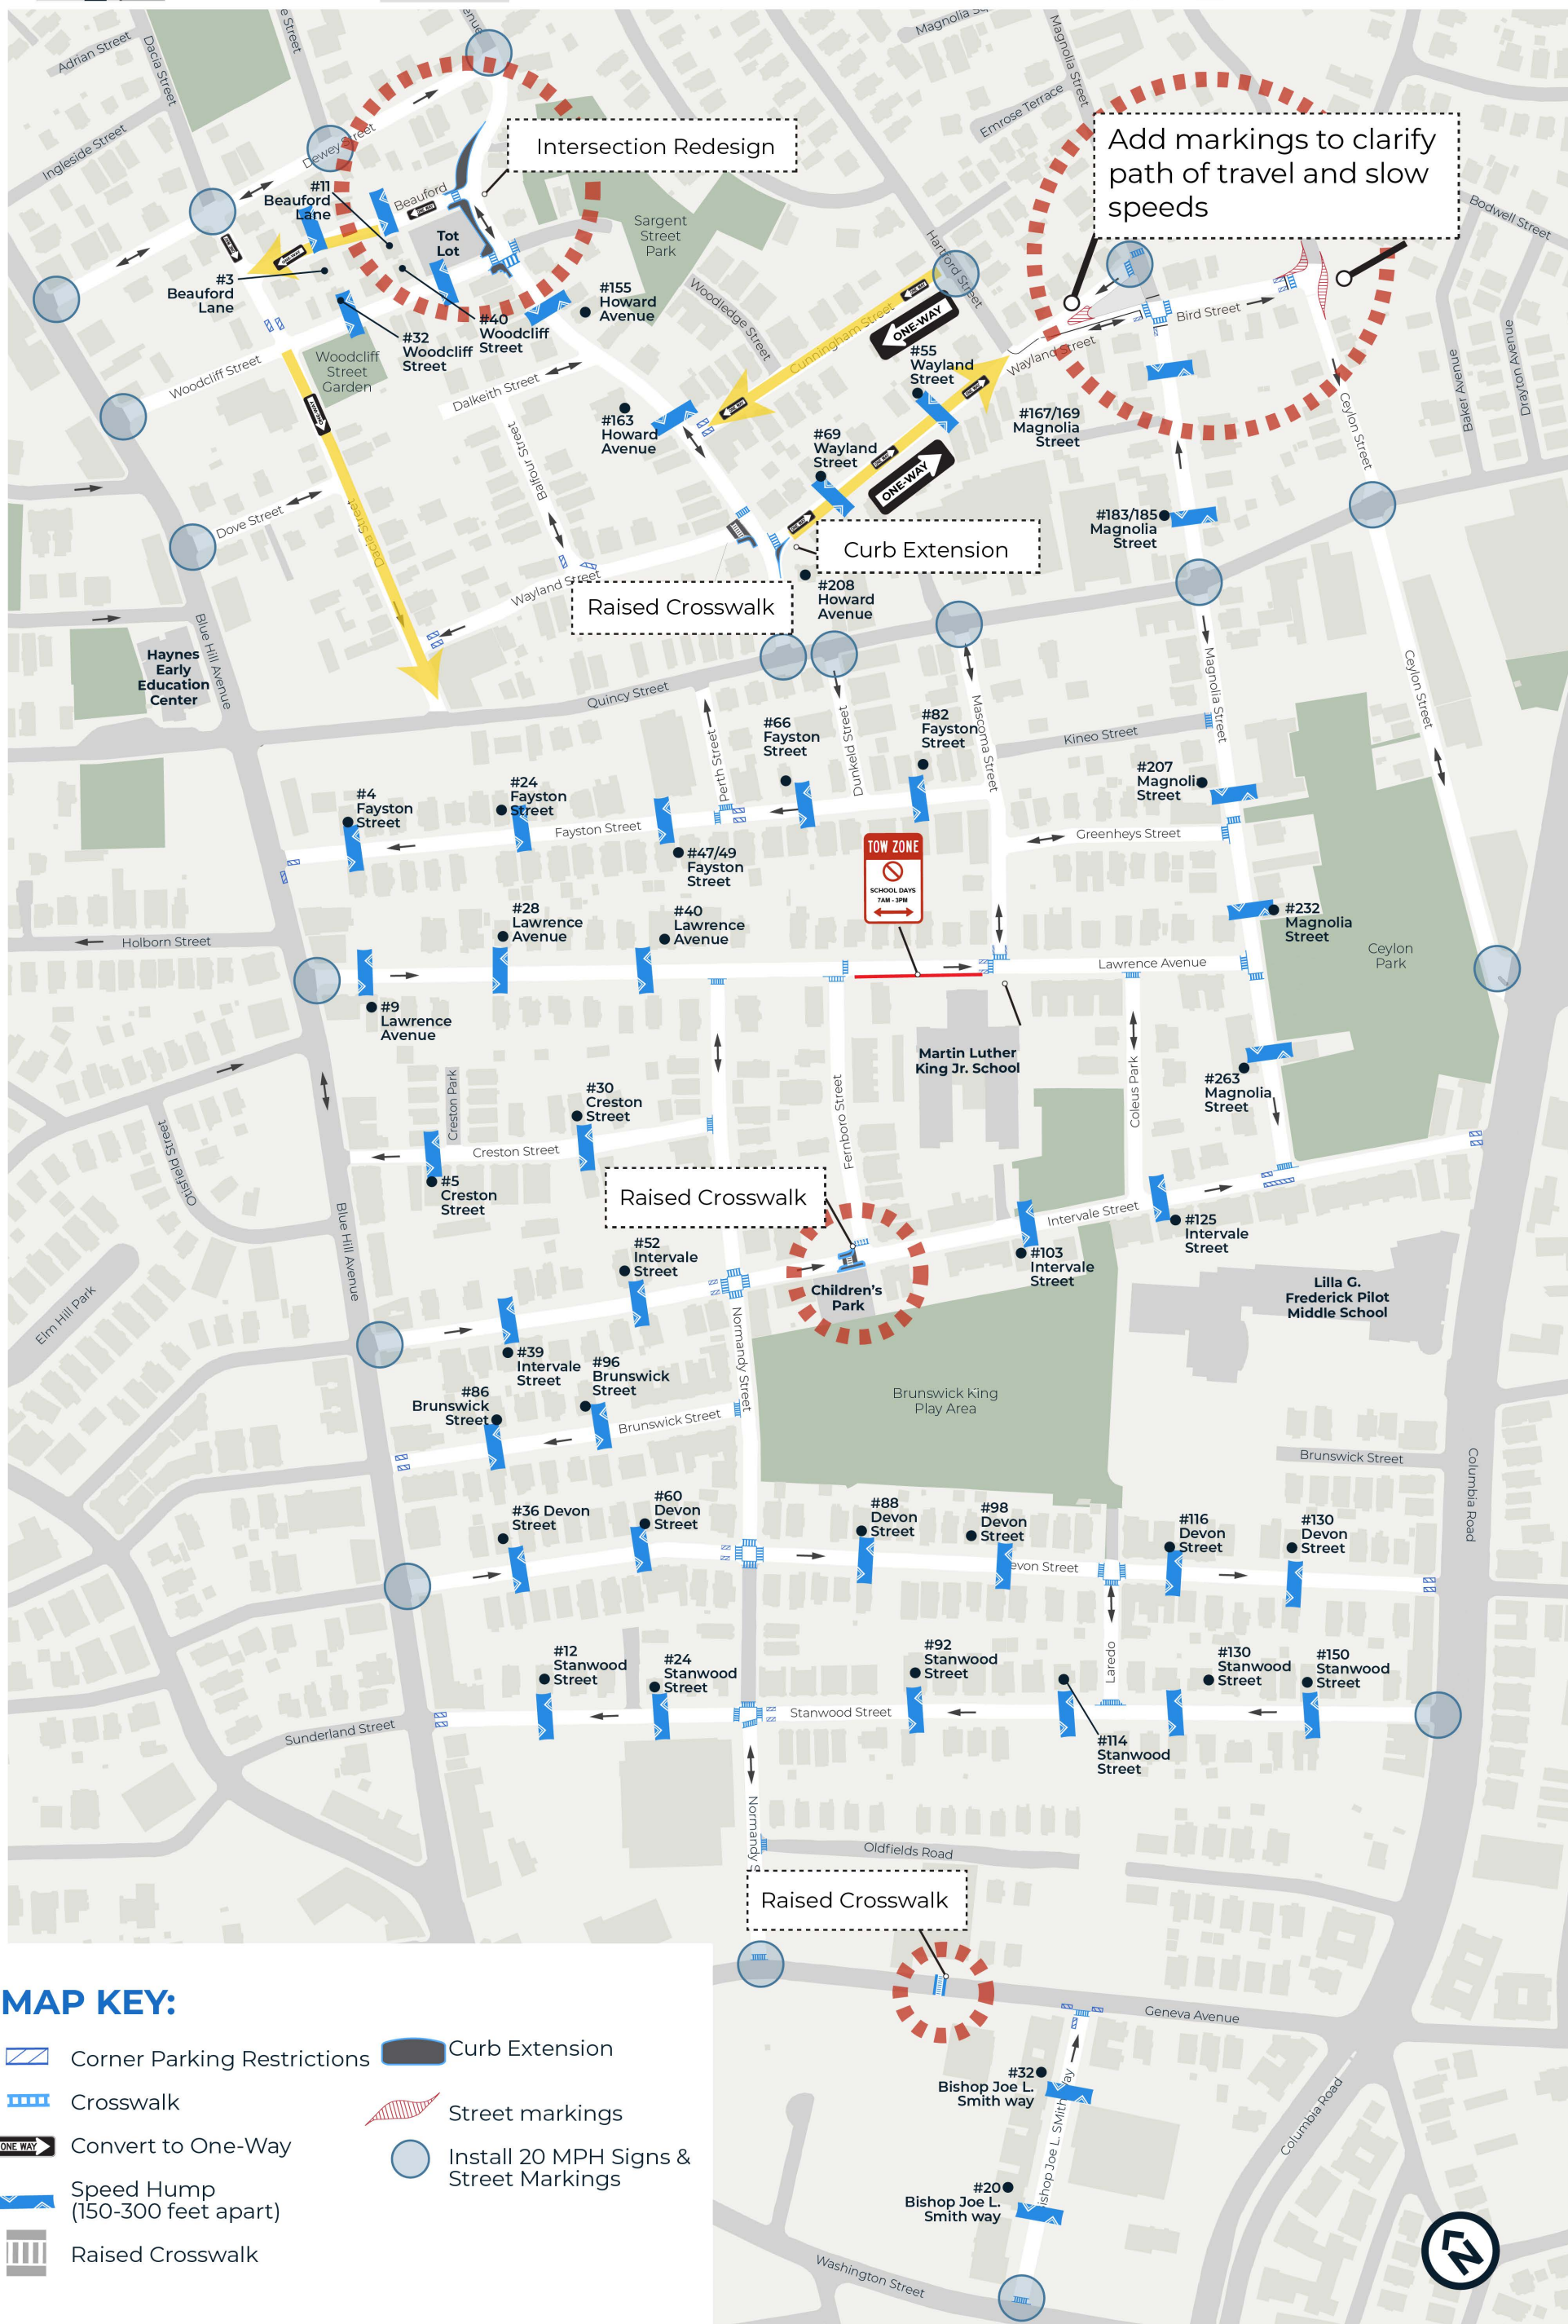 Adrian Street
Dacia Street
e Street
enue
Magnolia S
Magnolia Street
Emrose Terrace
Ingleside Street
Dewey Street
Intersection Redesign
Add markings to clarify
path of travel and slow
speeds
Bodwell Street
#11
Beauford
Lane
Beauford
Tot
Lot
Sargent
Street
Park
Hartford Street
#3
Beauford
Lane
#155
Howard
Avenue
#40
Woodcliff
Street
#32
Woodcliff
Street
Woodcliff
Street
Garden
Woodcliff Street
Woodledge Street
Cunningham Street
ONE-WAY
Wayland Street
Bird Street
Ceylon Street
Baker Avenue
Drayton Avenue
Dalkeith Street
#55
Wayland
Street
#163
Howard
Avenue
#167/169
Magnolia
Street
#69
Wayland
Street
ONE-WAY
Balfour Street
Dove Street
Dacia Street
#183/185
Magnolia
Street
Curb Extension
Wayland Street
Raised Crosswalk
#208
Howard
Avenue
Blue Hill Avenue
Haynes
Early
Education
Center
Quincy Street
Magnolia Street
Ceylon Street
Perth Street
Dunkeld Street
Mascoma Street
#66
Fayston
Street
#82
Fayston
Street
Kineo Street
#207
Magnolia
Street
#4
Fayston
Street
#24
Fayston
Street
Fayston Street
#47/49
Fayston
Street
TOW ZONE
SCHOOL DAYS
7AM - 3PM
Greenheys Street
#28
Lawrence
Avenue
#40
Lawrence
Avenue
#232
Magnolia
Street
Holborn Street
Lawrence Avenue
Ceylon
Park
#9
Lawrence
Avenue
Martin Luther
King Jr. School
Coleus Park
#263
Magnolia
Street
Creston Park
#30
Creston
Street
Fernboro Street
Otisfield Street
Creston Street
#5
Creston
Street
Raised Crosswalk
Intervale Street
#125
Intervale
Street
#103
Intervale
Street
Blue Hill Avenue
#52
Intervale
Street
Children's
Park
Lilla G.
Frederick Pilot
Middle School
Elm Hill Park
Normandy Street
#39
Intervale
Street
#96
Brunswick
Street
#86
Brunswick
Street
Brunswick Street
Brunswick King
Play Area
Brunswick Street
Columbia Road
#36 Devon
Street
#60
Devon
Street
#88
Devon
Street
#98
Devon
Street
#116
Devon
Street
#130
Devon
Street
evon Street
#12
Stanwood
Street
#24
Stanwood
Street
#92
Stanwood
Street
Laredo
#130
Stanwood
Street
#150
Stanwood
Street
Sunderland Street
Stanwood Street
#114
Stanwood
Street
Normandy S
Oldfields Road
Raised Crosswalk
Geneva Avenue
MAP KEY:
Corner Parking Restrictions
Crosswalk
ONE WAY
Convert to One-Way
Speed Hump
(150-300 feet apart)
Raised Crosswalk
Curb Extension
Street markings
Install 20 MPH Signs &
Street Markings
#32
Bishop Joe L.
Smith way
Bishop Joe L. SMith Way
#20
Bishop Joe L.
Smith way
Columbia Road
Washington Street
N